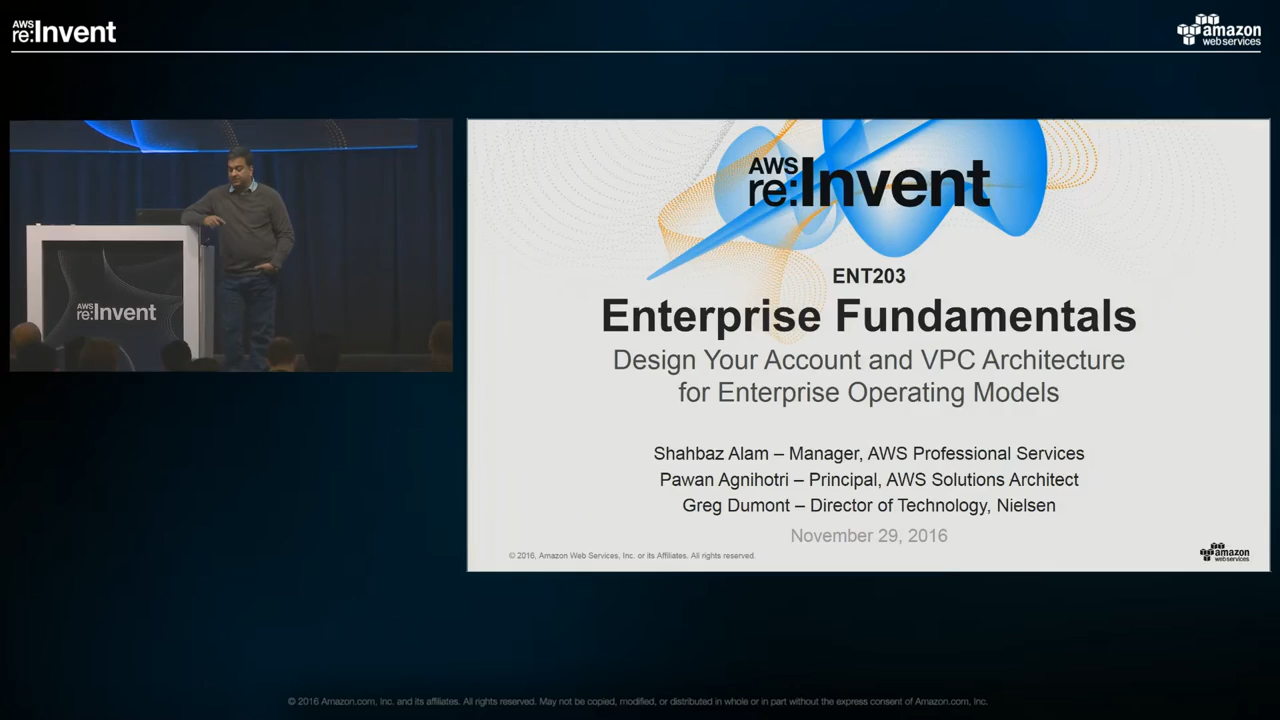 AWS
re:Invent
amazon
webservices
AWS
re:Invent
AWS
re:Invent
ENT203
Enterprise Fundamentals
Design Your Account and VPC Architecture
for Enterprise Operating Models
Shahbaz Alam – Manager, AWS Professional Services
Pawan Agnihotri – Principal, AWS Solutions Architect
Greg Dumont – Director of Technology, Nielsen
November 29, 2016
© 2016, Amazon Web Services, Inc. or its Affiliates. All rights reserved.
amazon
webservices
© 2016 Amazon.com, Inc. and its affiliates. All rights reserved. May not be copied, modified, or distributed in whole or in part without the express consent of Amazon.com, Inc.